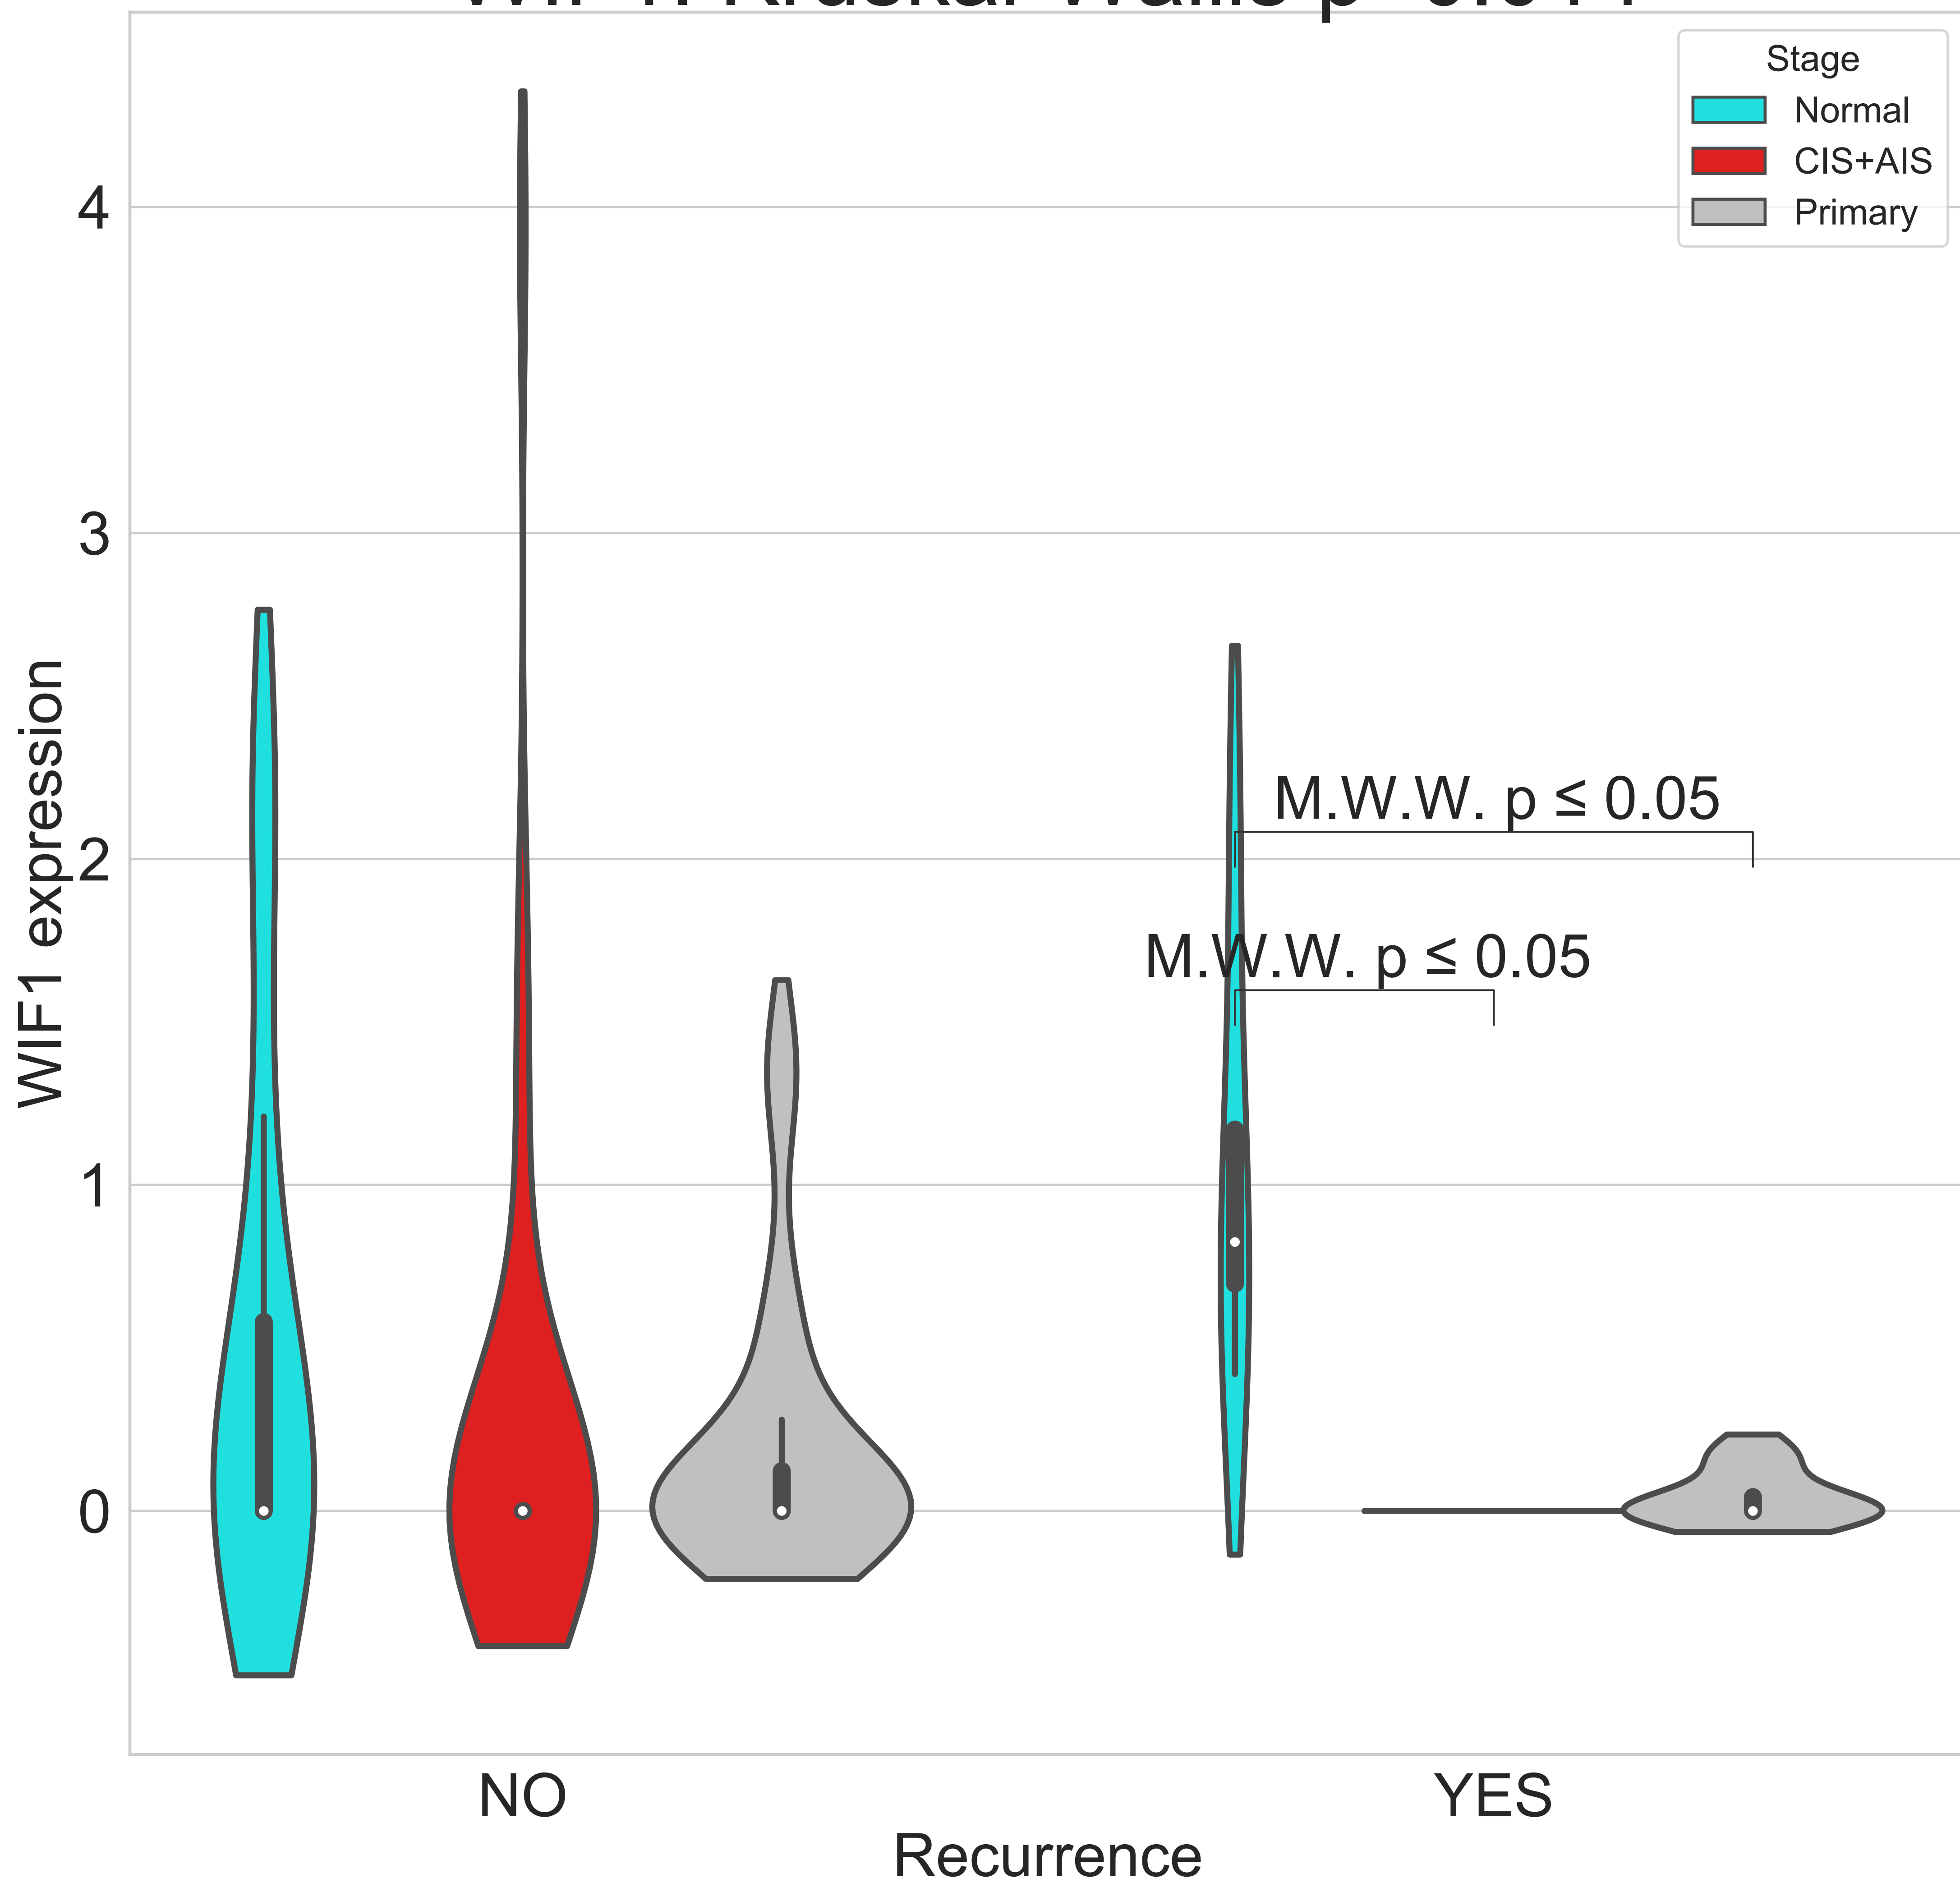 Stage
Normal
CIS+AIS
Primary
4
3
2
1
0
WIF1 expression
M.W.W. p ≤ 0.05
M.W.W. p ≤ 0.05
NO
YES
Recurrence